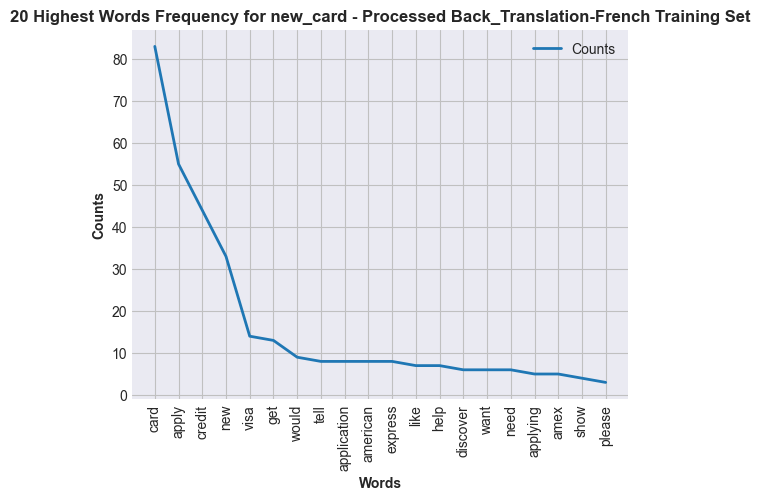 20 Highest Words Frequency for new_card - Processed Back_Translation-French Training Set
Counts
80
70
60
50
40
30
20
10
0
Counts
card
apply
credit
new
visa
get
would
tell
application
american
express
like
help
discover
want
need
applying
amex
show
please
Words